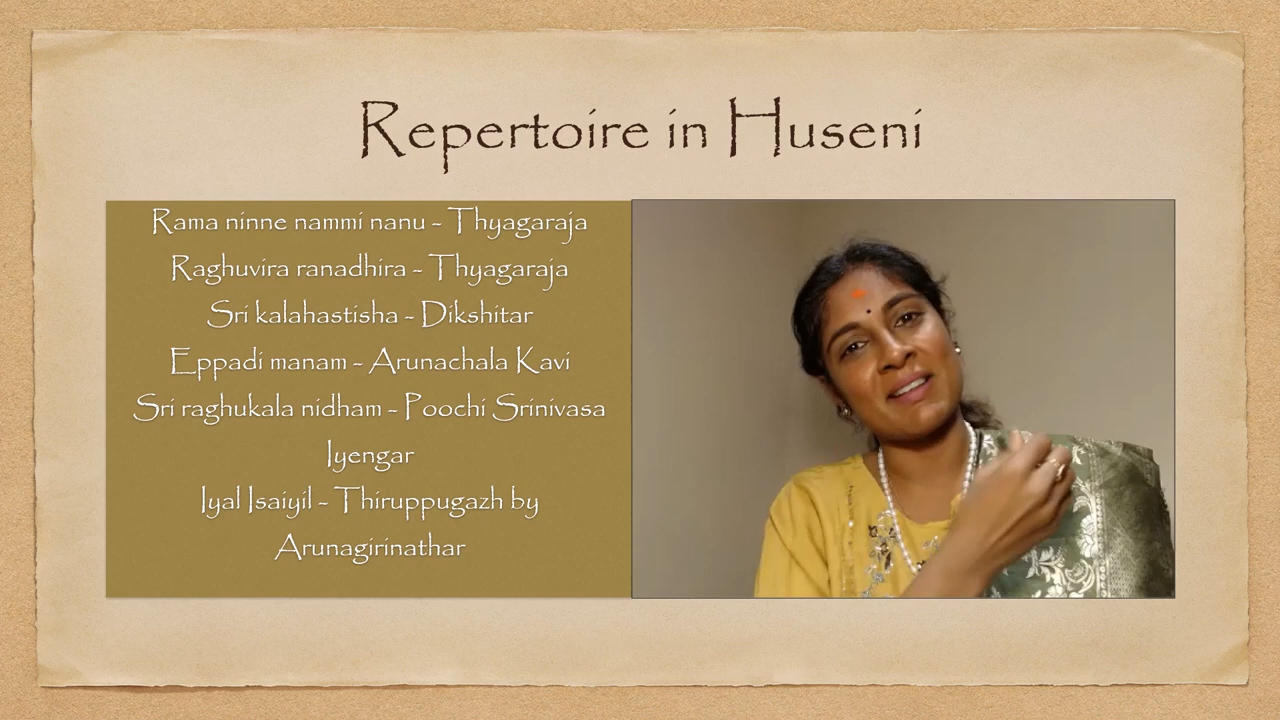 Repertoire in Huseni
Rama ninne nammi nanu - Thyagaraja
Raghuvira ranadhira - Thyagaraja
Sri kalahastisha - Dikshitar
Eppadi manam - Arunachala Kavi
Sri raghukala nidham - Poochi Srinivasa
Iyengar
Iyal Isaiyil - Thiruppugazh by
Arunagirinathar